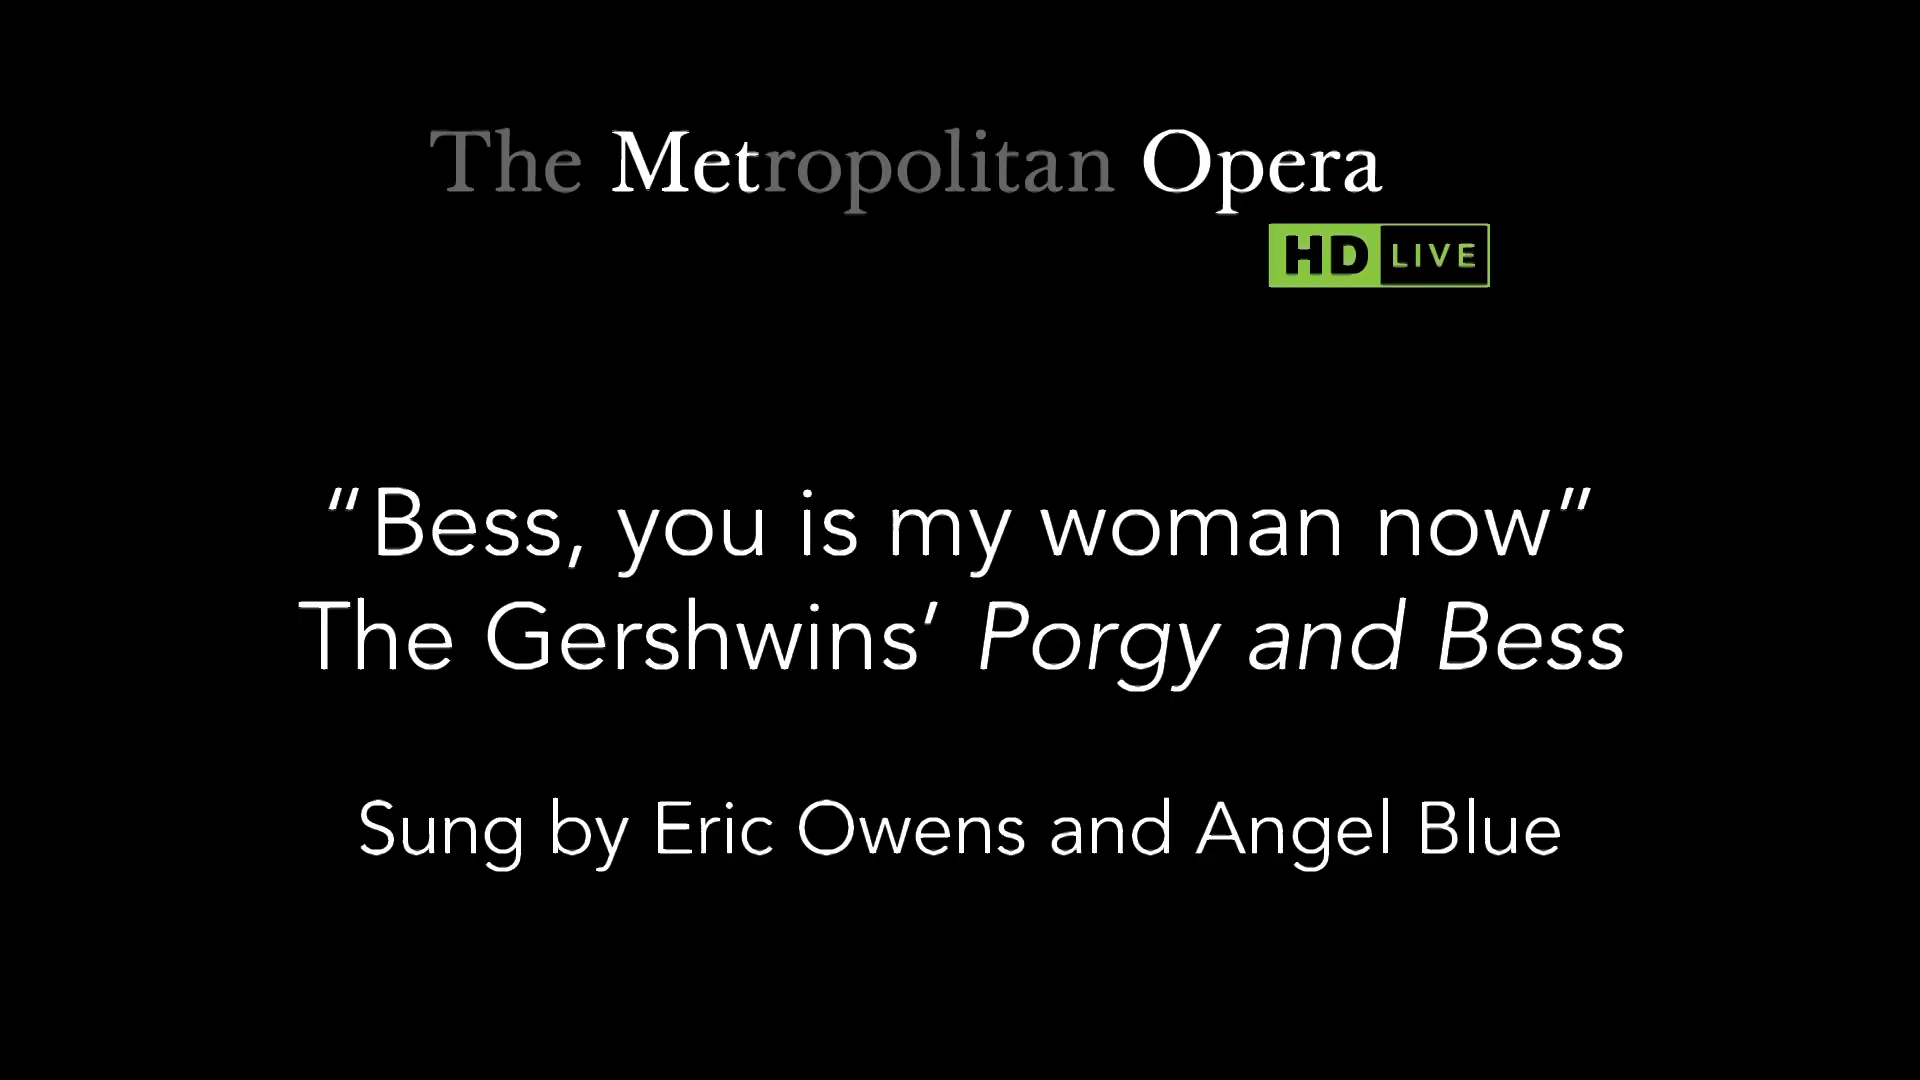 The Metropolitan Opera
HD LIVE
“Bess, you is my woman now”
The Gershwins’ Porgy and Bess
Sung by Eric Owens and Angel Blue